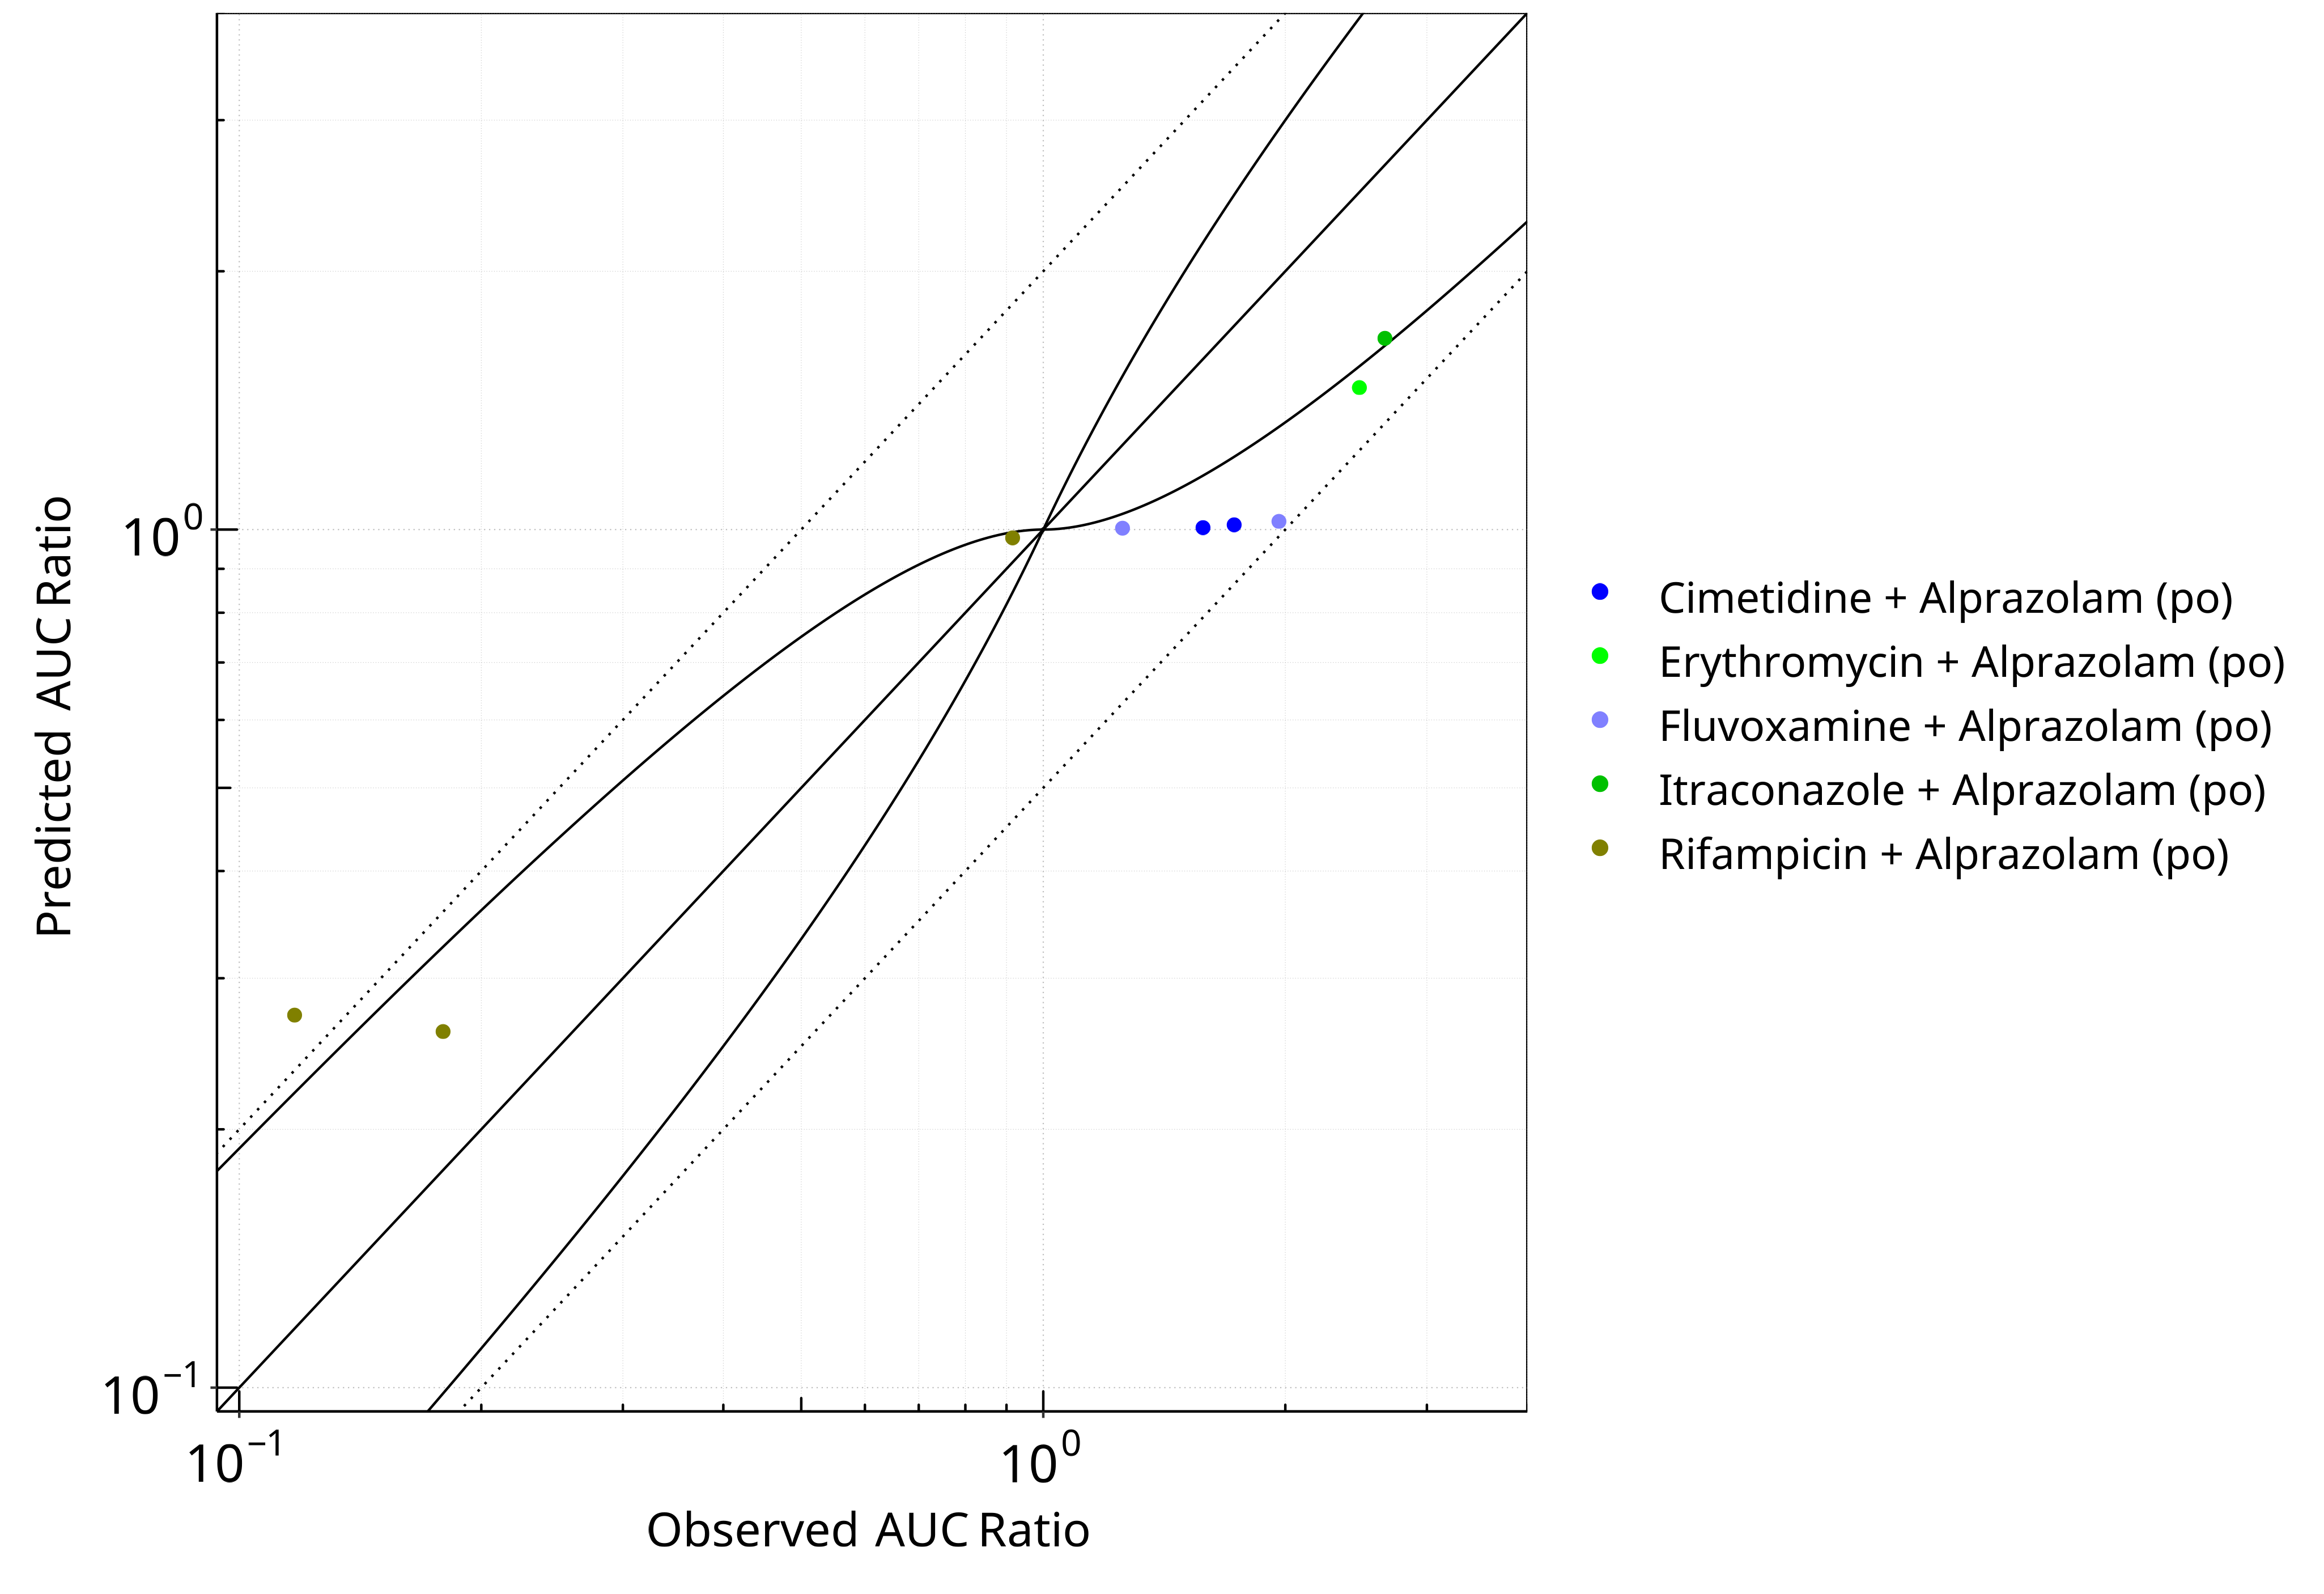 Predicted AUC Ratio
10⁰
10⁻¹
10⁻¹
10⁰
Observed AUC Ratio
Cimetidine + Alprazolam (po)
Erythromycin + Alprazolam (po)
Fluvoxamine + Alprazolam (po)
Itraconazole + Alprazolam (po)
Rifampicin + Alprazolam (po)